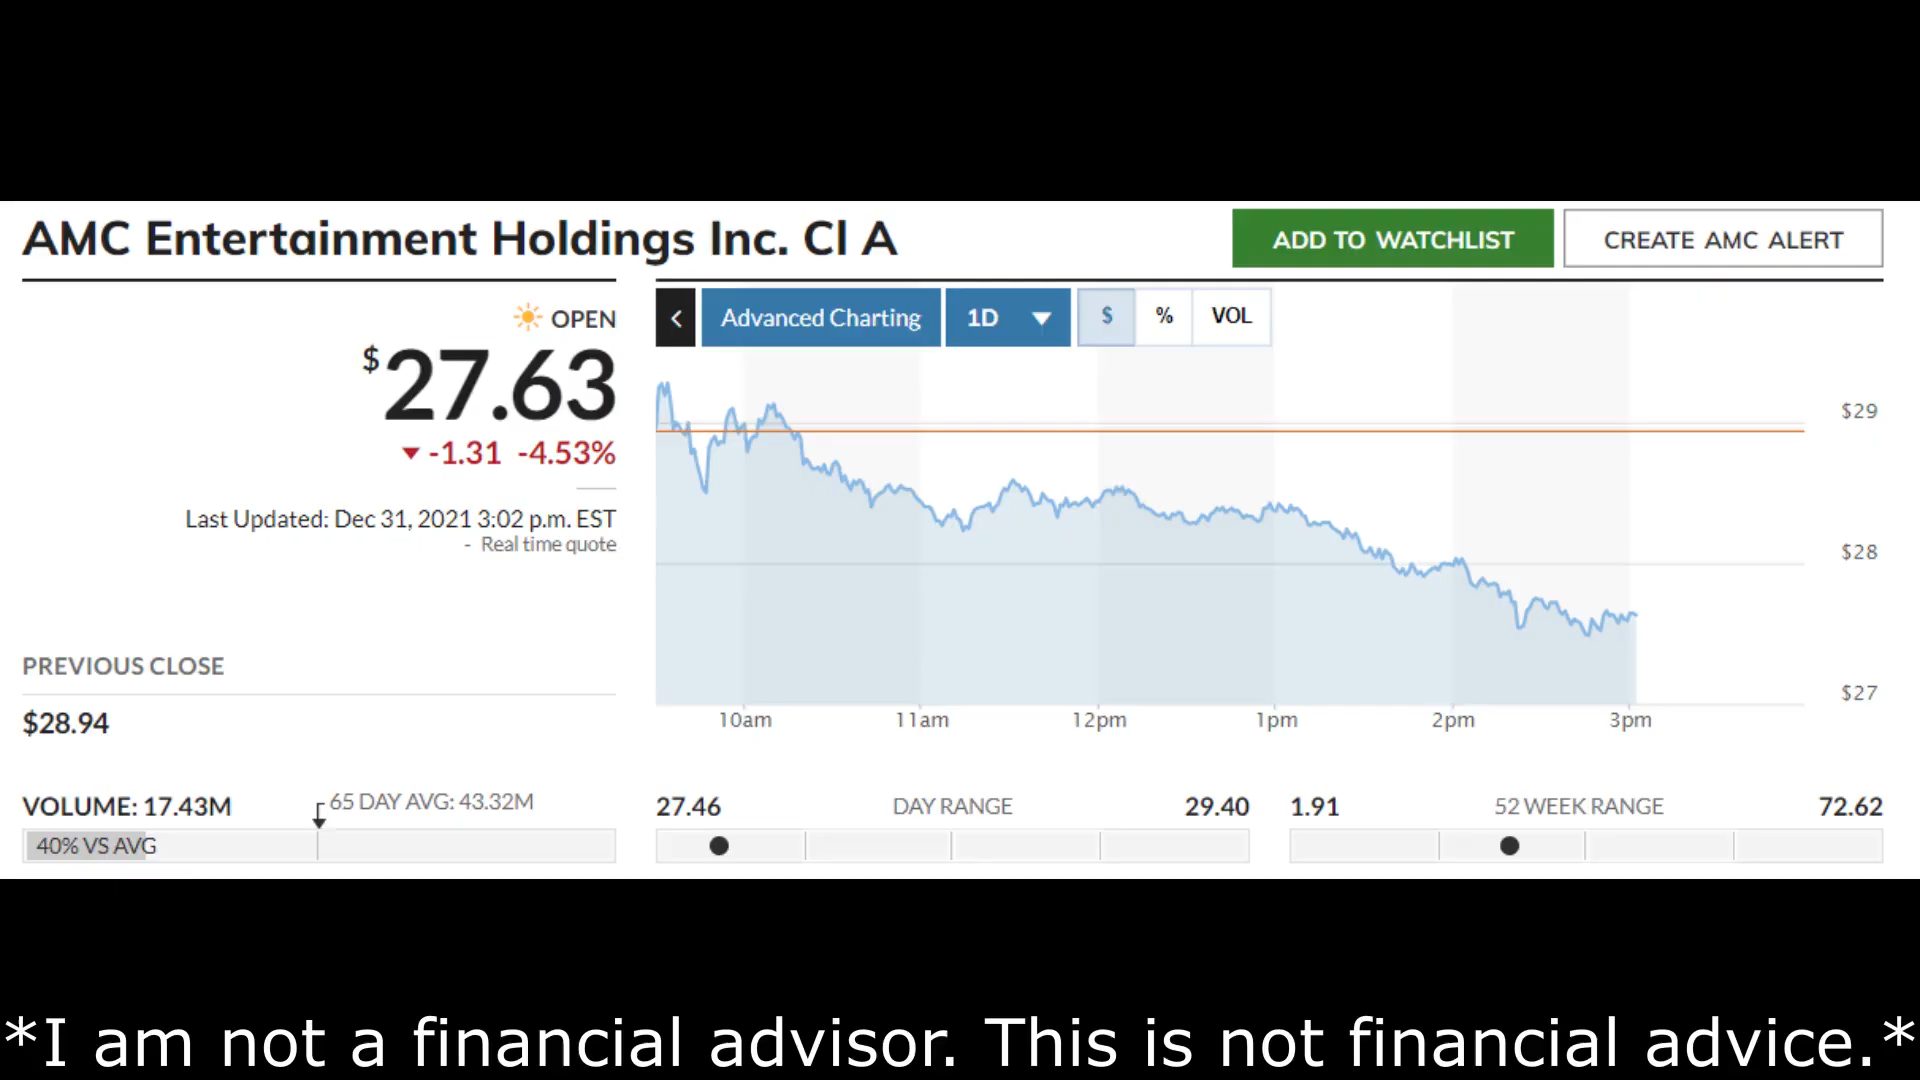 AMC Entertainment Holdings Inc. Cl A
ADD TO WATCHLIST
CREATE AMC ALERT
OPEN
$27.63
-1.31 -4.53%
Last Updated: Dec 31, 2021 3:02 p.m. EST
- Real time quote
PREVIOUS CLOSE
$28.94
VOLUME: 17.43M
65 DAY AVG: 43.32M
40% VS AVG
Advanced Charting
1D
$
%
VOL
$29
$28
$27
10am
11am
12pm
1pm
2pm
3pm
27.46
DAY RANGE
29.40
1.91
52 WEEK RANGE
72.62
*I am not a financial advisor. This is not financial advice.*